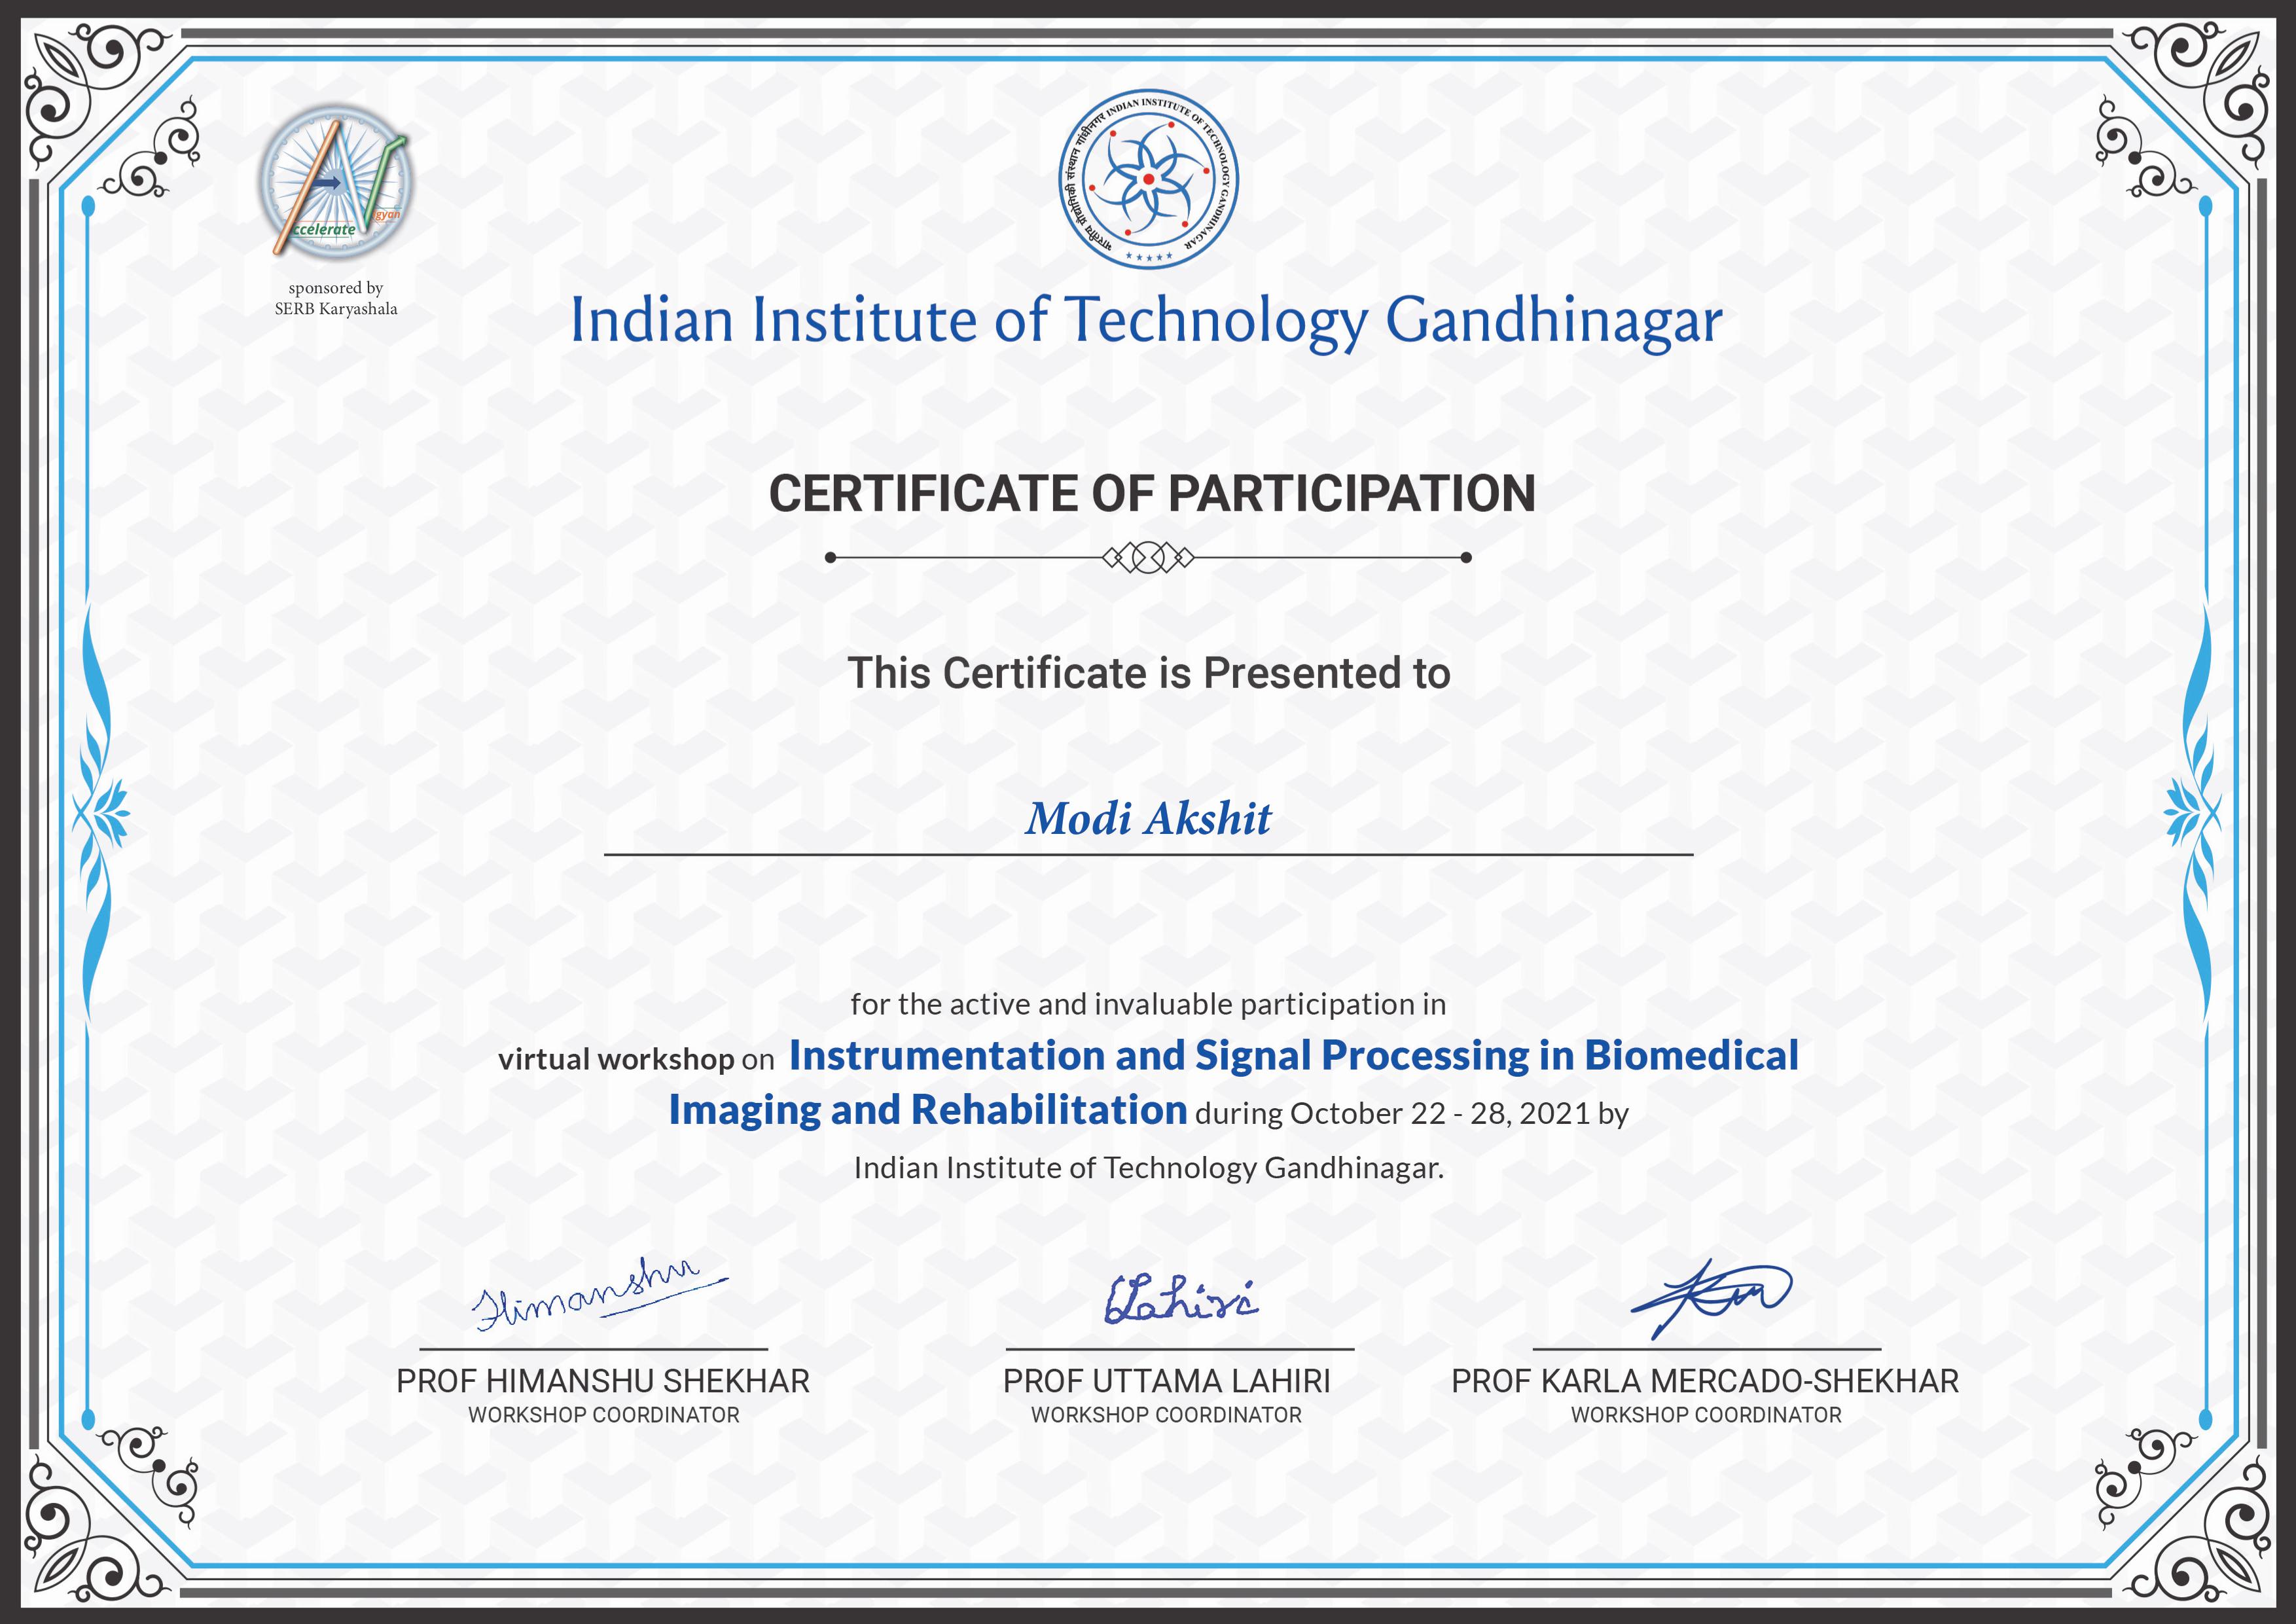 ccelerate
igyan
sponsored by
SERB Karyashala
भारतीय प्रौद्योगिकी संस्थान गांधीनगर INDIAN INSTITUTE OF TECHNOLOGY GANDHINAGAR
Indian Institute of Technology Gandhinagar
CERTIFICATE OF PARTICIPATION
This Certificate is Presented to
Modi Akshit
for the active and invaluable participation in
virtual workshop on Instrumentation and Signal Processing in Biomedical
Imaging and Rehabilitation during October 22 - 28, 2021 by
Indian Institute of Technology Gandhinagar.
Himanshu
ULahiri
PROF HIMANSHU SHEKHAR
PROF UTTAMA LAHIRI
PROF KARLA MERCADO-SHEKHAR
WORKSHOP COORDINATOR
WORKSHOP COORDINATOR
WORKSHOP COORDINATOR